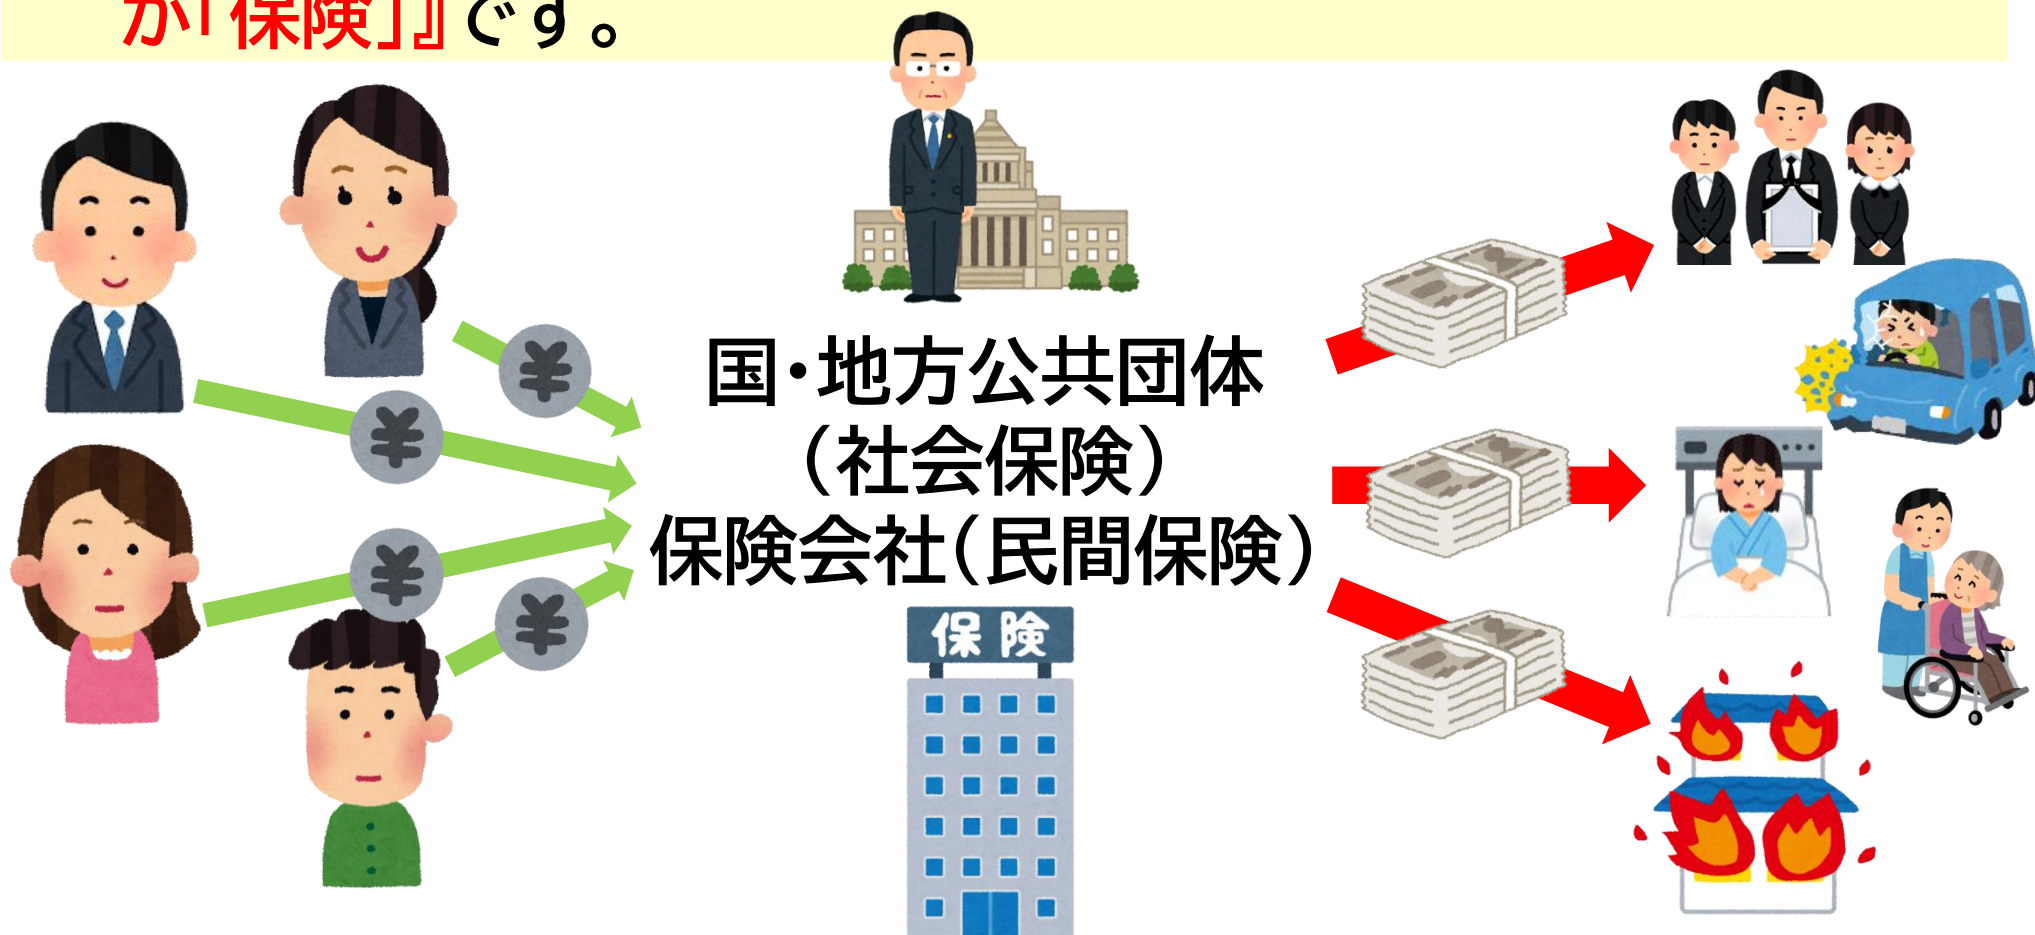 が「保険」』です。
国・地方公共団体
（社会保険）
保険会社（民間保険）
保険
¥
¥
¥
¥